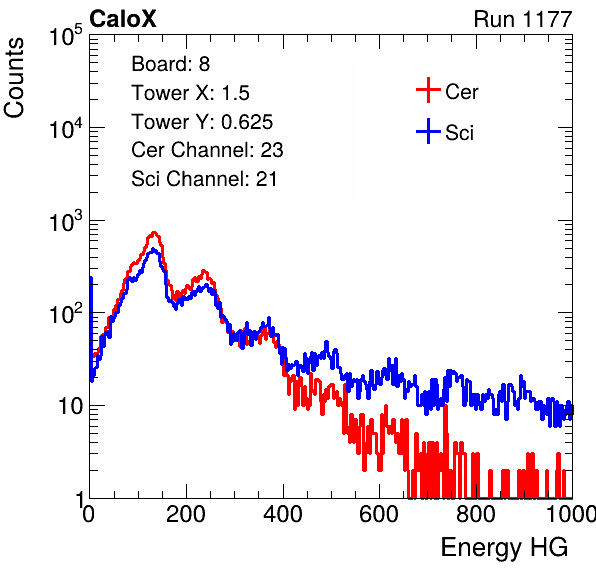 CaloX Run 1177
Counts
10^5
10^4
10^3
10^2
10
1
Board: 8
Tower X: 1.5
Tower Y: 0.625
Cer Channel: 23
Sci Channel: 21
Cer
Sci
0 200 400 600 800 1000
Energy HG